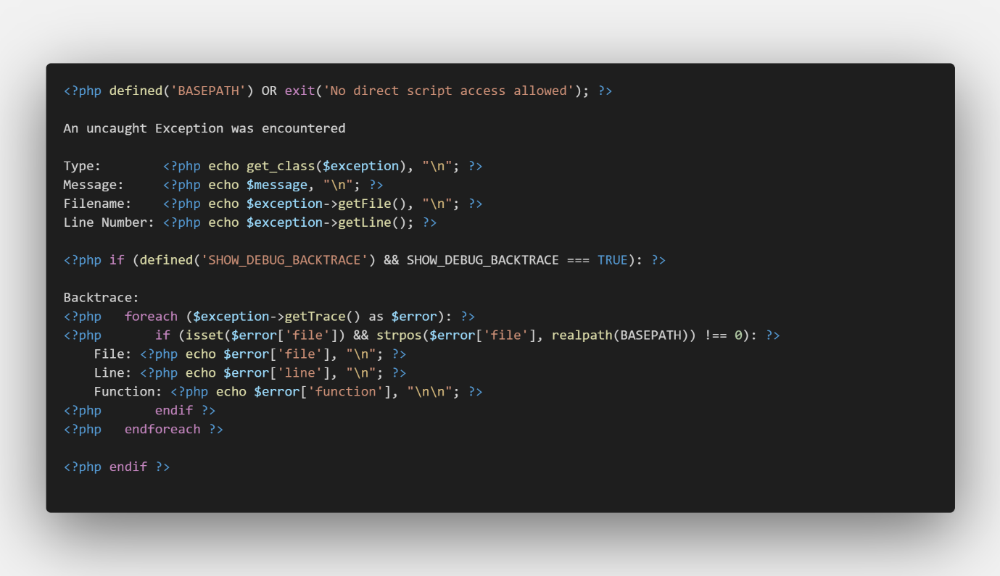 <?php defined('BASEPATH') OR exit('No direct script access allowed'); ?>

An uncaught Exception was encountered

Type:        <?php echo get_class($exception), "\n"; ?>
Message:     <?php echo $message, "\n"; ?>
Filename:    <?php echo $exception->getFile(), "\n"; ?>
Line Number: <?php echo $exception->getLine(); ?>

<?php if (defined('SHOW_DEBUG_BACKTRACE') && SHOW_DEBUG_BACKTRACE === TRUE): ?>

Backtrace:
<?php   foreach ($exception->getTrace() as $error): ?>
<?php       if (isset($error['file']) && strpos($error['file'], realpath(BASEPATH)) !== 0): ?>
    File: <?php echo $error['file'], "\n"; ?>
    Line: <?php echo $error['line'], "\n"; ?>
    Function: <?php echo $error['function'], "\n\n"; ?>
<?php       endif ?>
<?php   endforeach ?>

<?php endif ?>